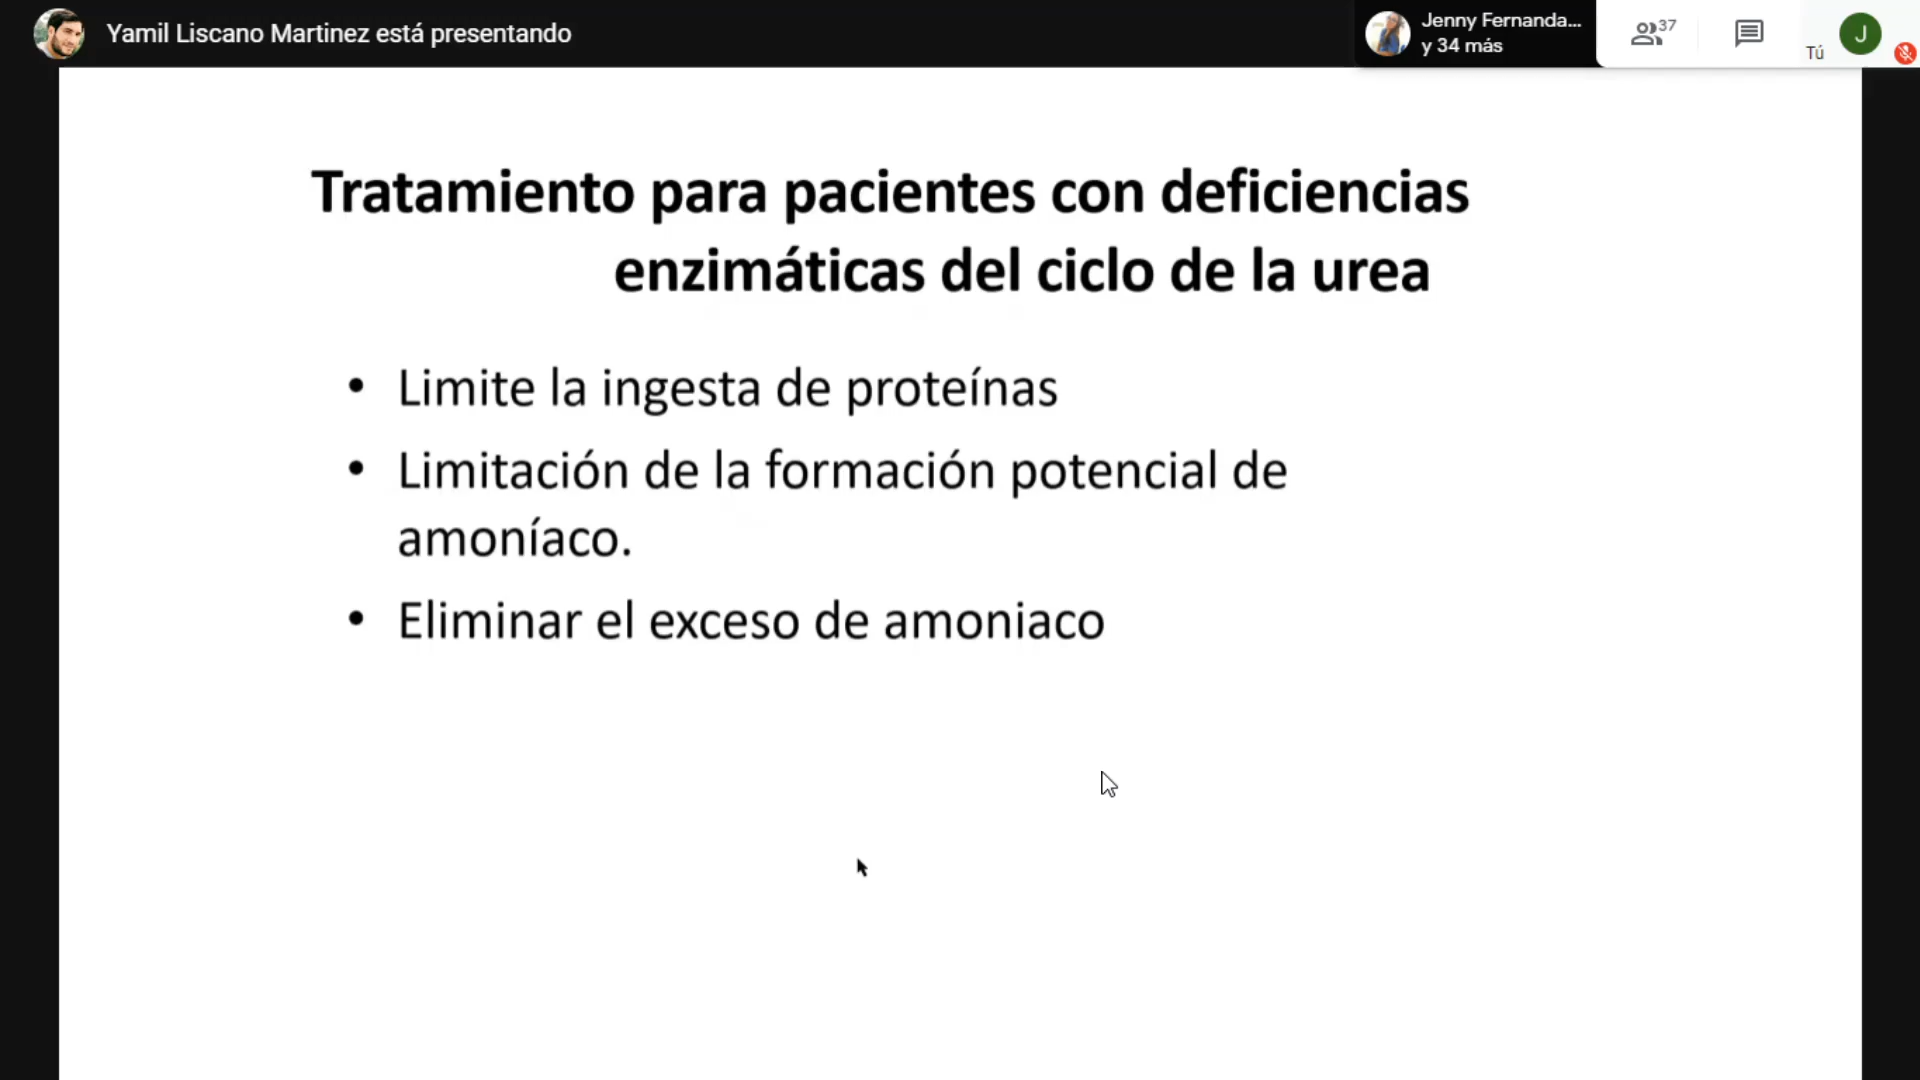 Yamil Liscano Martinez está presentando
Jenny Fernanda...
y 34 más
37
Tú
J
Tratamiento para pacientes con deficiencias
enzimáticas del ciclo de la urea
• Limite la ingesta de proteínas
• Limitación de la formación potencial de
amoníaco.
• Eliminar el exceso de amoniaco